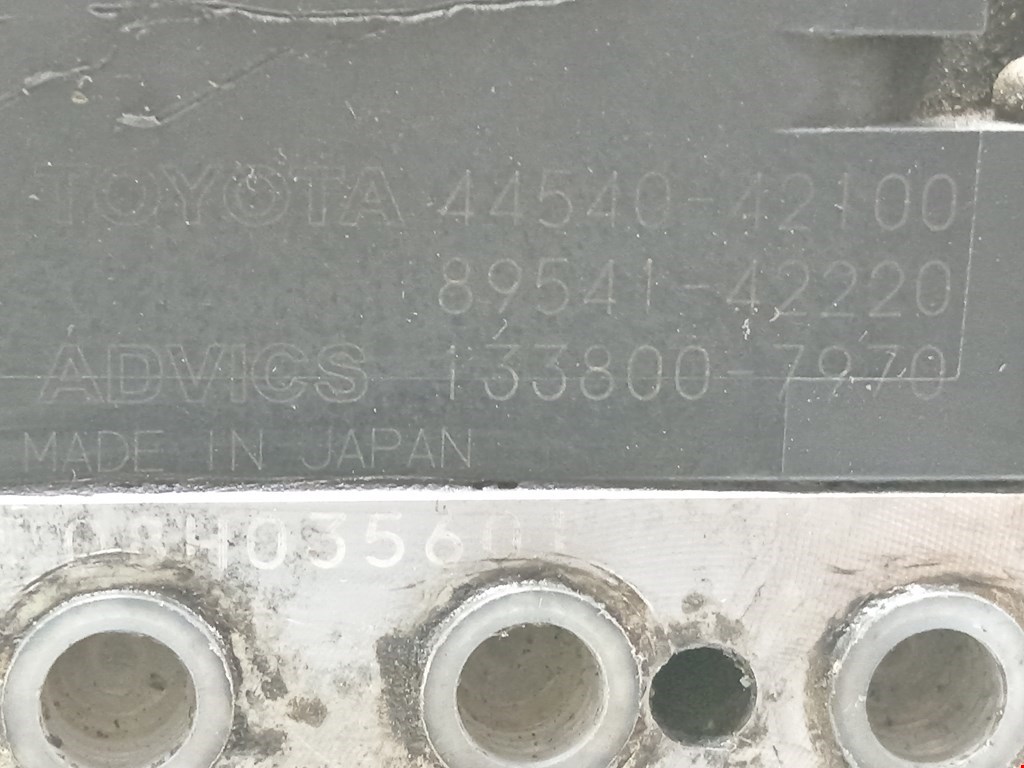 TOYOTA 44540-42100
89541-42220
ADVICS 133800-7970
MADE IN JAPAN